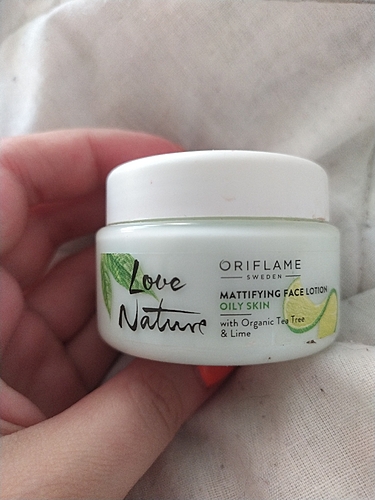 Love
Nature
ORIFLAME
SWEDEN
MATTIFYING FACE LOTION
OILY SKIN
with Organic Tea Tree
& Lime